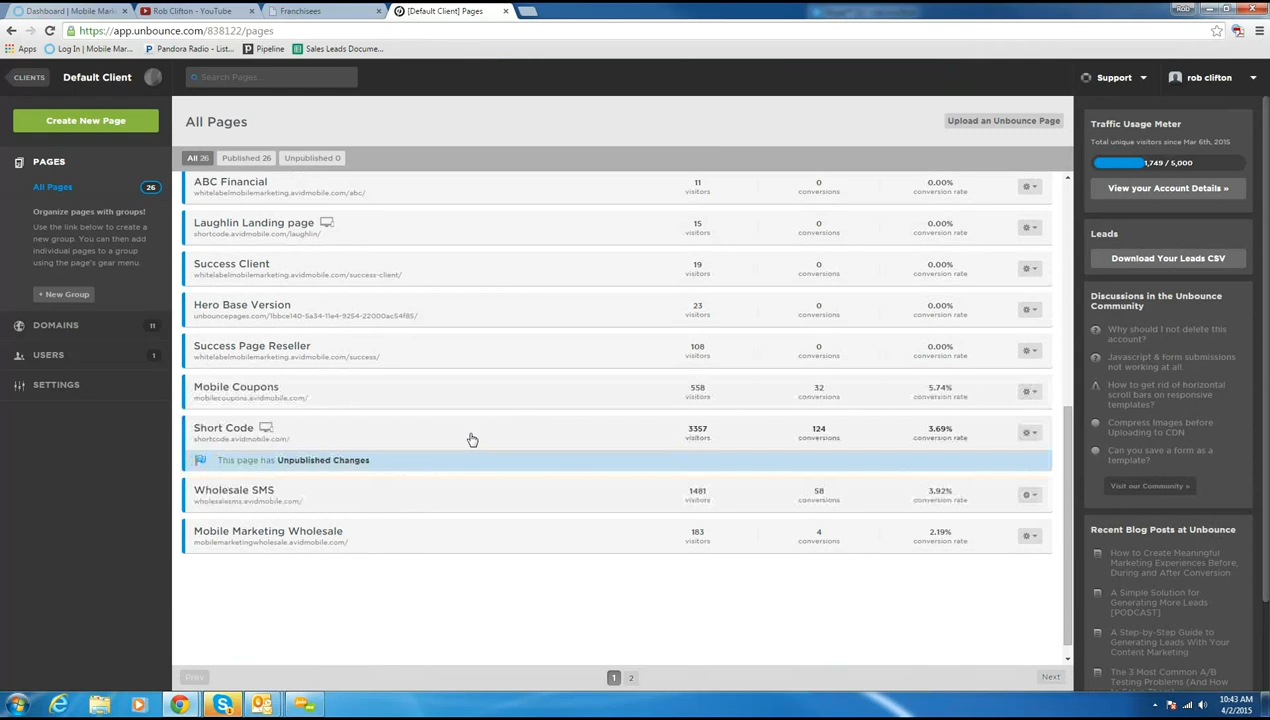 Dashboard | Mobile Mark
Rob Clifton - YouTube
Franchisees
[Default Client] Pages
Rob
https://app.unbounce.com/838122/pages
Apps
Log In | Mobile Mar...
Pandora Radio - List...
Pipeline
Sales Leads Docume...
CLIENTS
Default Client
Search Pages...
Support
rob clifton
Create New Page
PAGES
All Pages
26
Organize pages with groups!
Use the link below to create a
new group. You can then add
individual pages to a group
using the page's gear menu.
+ New Group
DOMAINS
11
USERS
1
SETTINGS
All Pages
Upload an Unbounce Page
All 26
Published 26
Unpublished 0
ABC Financial
whitelabelmobilemarketing.avidmobile.com/abc/
11
visitors
0
conversions
0.00%
conversion rate
Laughlin Landing page
shortcode.avidmobile.com/laughlin/
15
visitors
0
conversions
0.00%
conversion rate
Success Client
whitelabelmobilemarketing.avidmobile.com/success-client/
19
visitors
0
conversions
0.00%
conversion rate
Hero Base Version
unbouncepages.com/1bbce140-5a34-11e4-9254-22000ac54f85/
23
visitors
0
conversions
0.00%
conversion rate
Success Page Reseller
whitelabelmobilemarketing.avidmobile.com/success/
108
visitors
0
conversions
0.00%
conversion rate
Mobile Coupons
mobilecoupons.avidmobile.com/
558
visitors
32
conversions
5.74%
conversion rate
Short Code
shortcode.avidmobile.com/
3357
visitors
124
conversions
3.69%
conversion rate
This page has Unpublished Changes
Wholesale SMS
wholesalesms.avidmobile.com/
1481
visitors
58
conversions
3.92%
conversion rate
Mobile Marketing Wholesale
mobilemarketingwholesale.avidmobile.com/
183
visitors
4
conversions
2.19%
conversion rate
Prev
1
2
Next
Traffic Usage Meter
Total unique visitors since Mar 6th, 2015
1,749 / 5,000
View your Account Details »
Leads
Download Your Leads CSV
Discussions in the Unbounce
Community
Why should I not delete this
account?
Javascript & form submissions
not working at all.
How to get rid of horizontal
scroll bars on responsive
templates?
Compress Images before
Uploading to CDN
Can you save a form as a
template?
Visit our Community »
Recent Blog Posts at Unbounce
How to Create Meaningful
Marketing Experiences Before,
During and After Conversion
A Simple Solution for
Generating More Leads
[PODCAST]
A Step-by-Step Guide to
Generating Leads With Your
Content Marketing
The 3 Most Common A/B
Testing Problems (And How
10:43 AM
4/2/2015